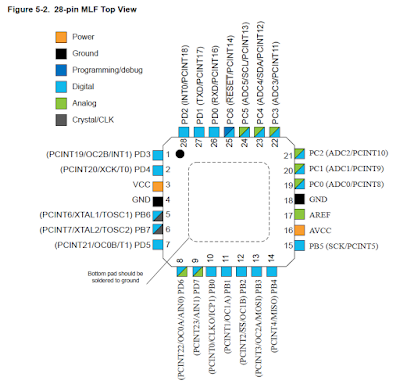 Figure 5-2. 28-pin MLF Top View
Power
Ground
Programming/debug
Digital
Analog
Crystal/CLK
PD2 (INT0/PCINT18)
PD1 (TXD/PCINT17)
PD0 (RXD/PCINT16)
PC6 (RESET/PCINT14)
PC5 (ADC5/SCL/PCINT13)
PC4 (ADC4/SDA/PCINT12)
PC3 (ADC3/PCINT11)
28
27
26
25
24
23
22
(PCINT19/OC2B/INT1) PD3
1
(PCINT20/XCK/T0) PD4
2
VCC
3
GND
4
(PCINT6/XTAL1/TOSC1) PB6
5
(PCINT7/XTAL2/TOSC2) PB7
6
(PCINT21/OC0B/T1) PD5
7
21
PC2 (ADC2/PCINT10)
20
PC1 (ADC1/PCINT9)
19
PC0 (ADC0/PCINT8)
18
GND
17
AREF
16
AVCC
15
PB5 (SCK/PCINT5)
Bottom pad should be
soldered to ground
8
9
10
11
12
13
14
(PCINT22/OC0A/AIN0) PD6
(PCINT23/AIN1) PD7
(PCINT0/CLKO/ICP1) PB0
(PCINT1/OC1A) PB1
(PCINT2/SS/OC1B) PB2
(PCINT3/OC2A/MOSI) PB3
(PCINT4/MISO) PB4